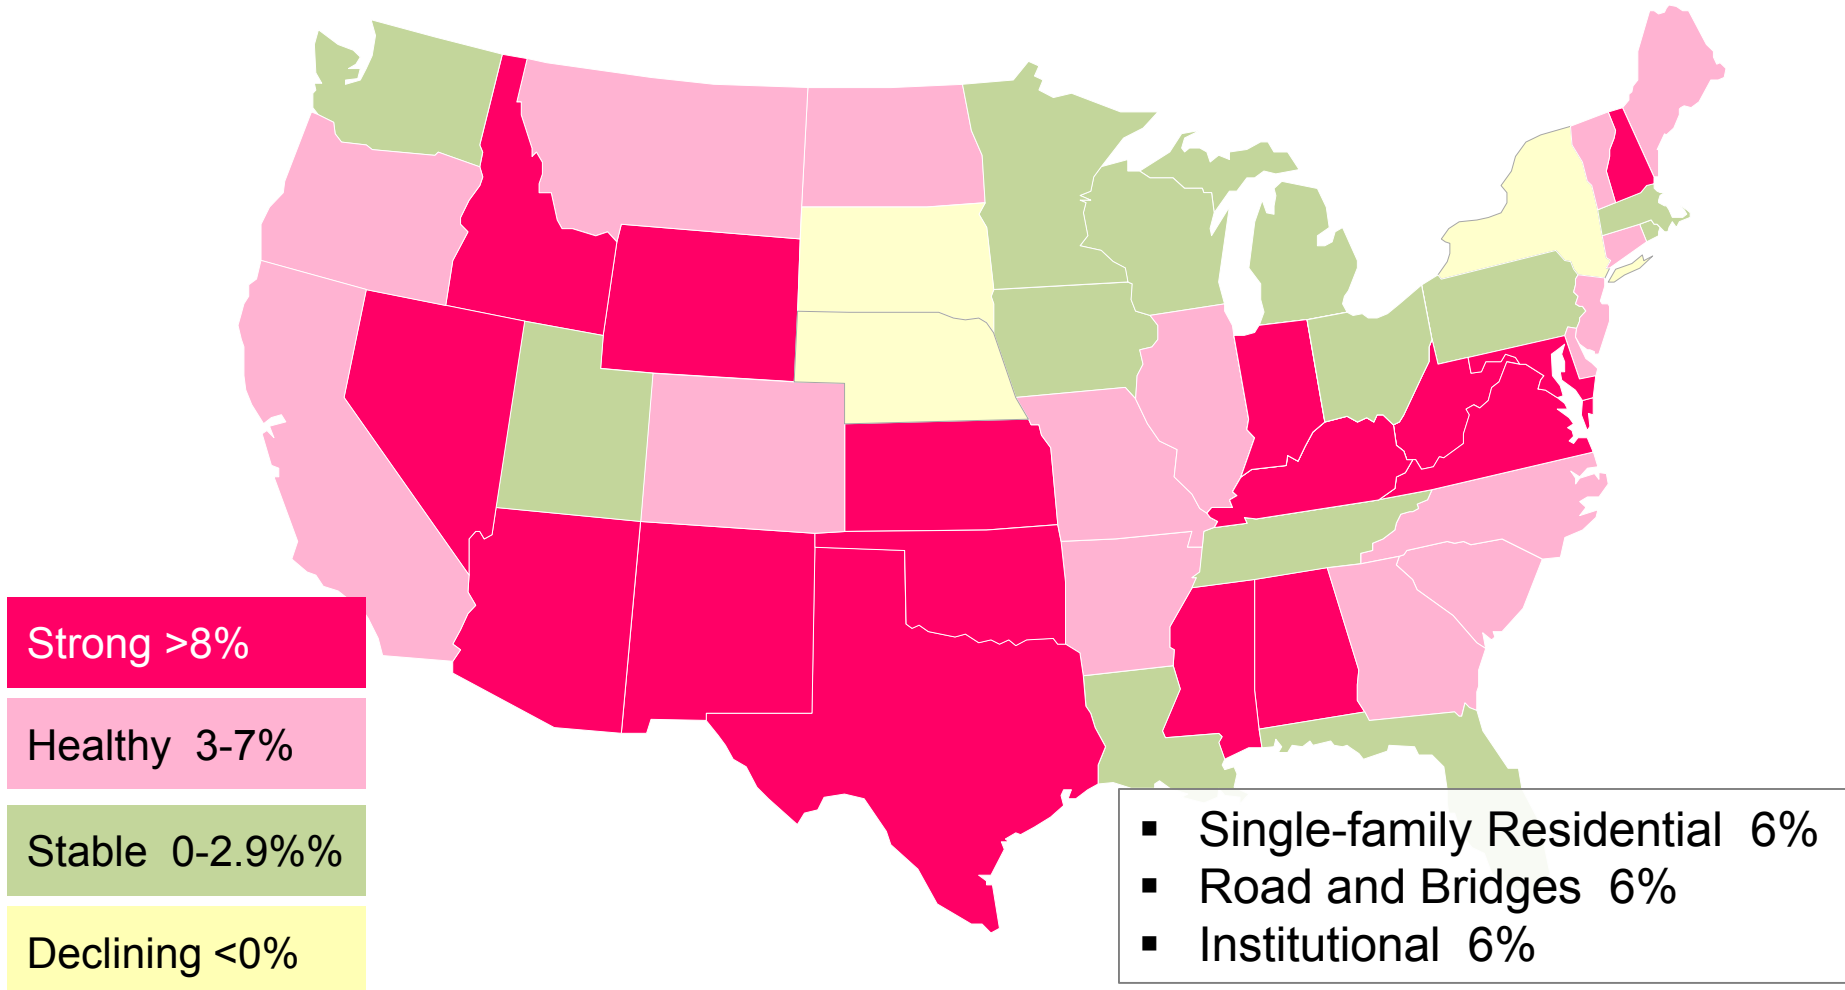 Strong >8%
Healthy  3-7%
Stable  0-2.9%%
Declining <0%
▪ Single-family Residential  6%
▪ Road and Bridges  6%
▪ Institutional  6%